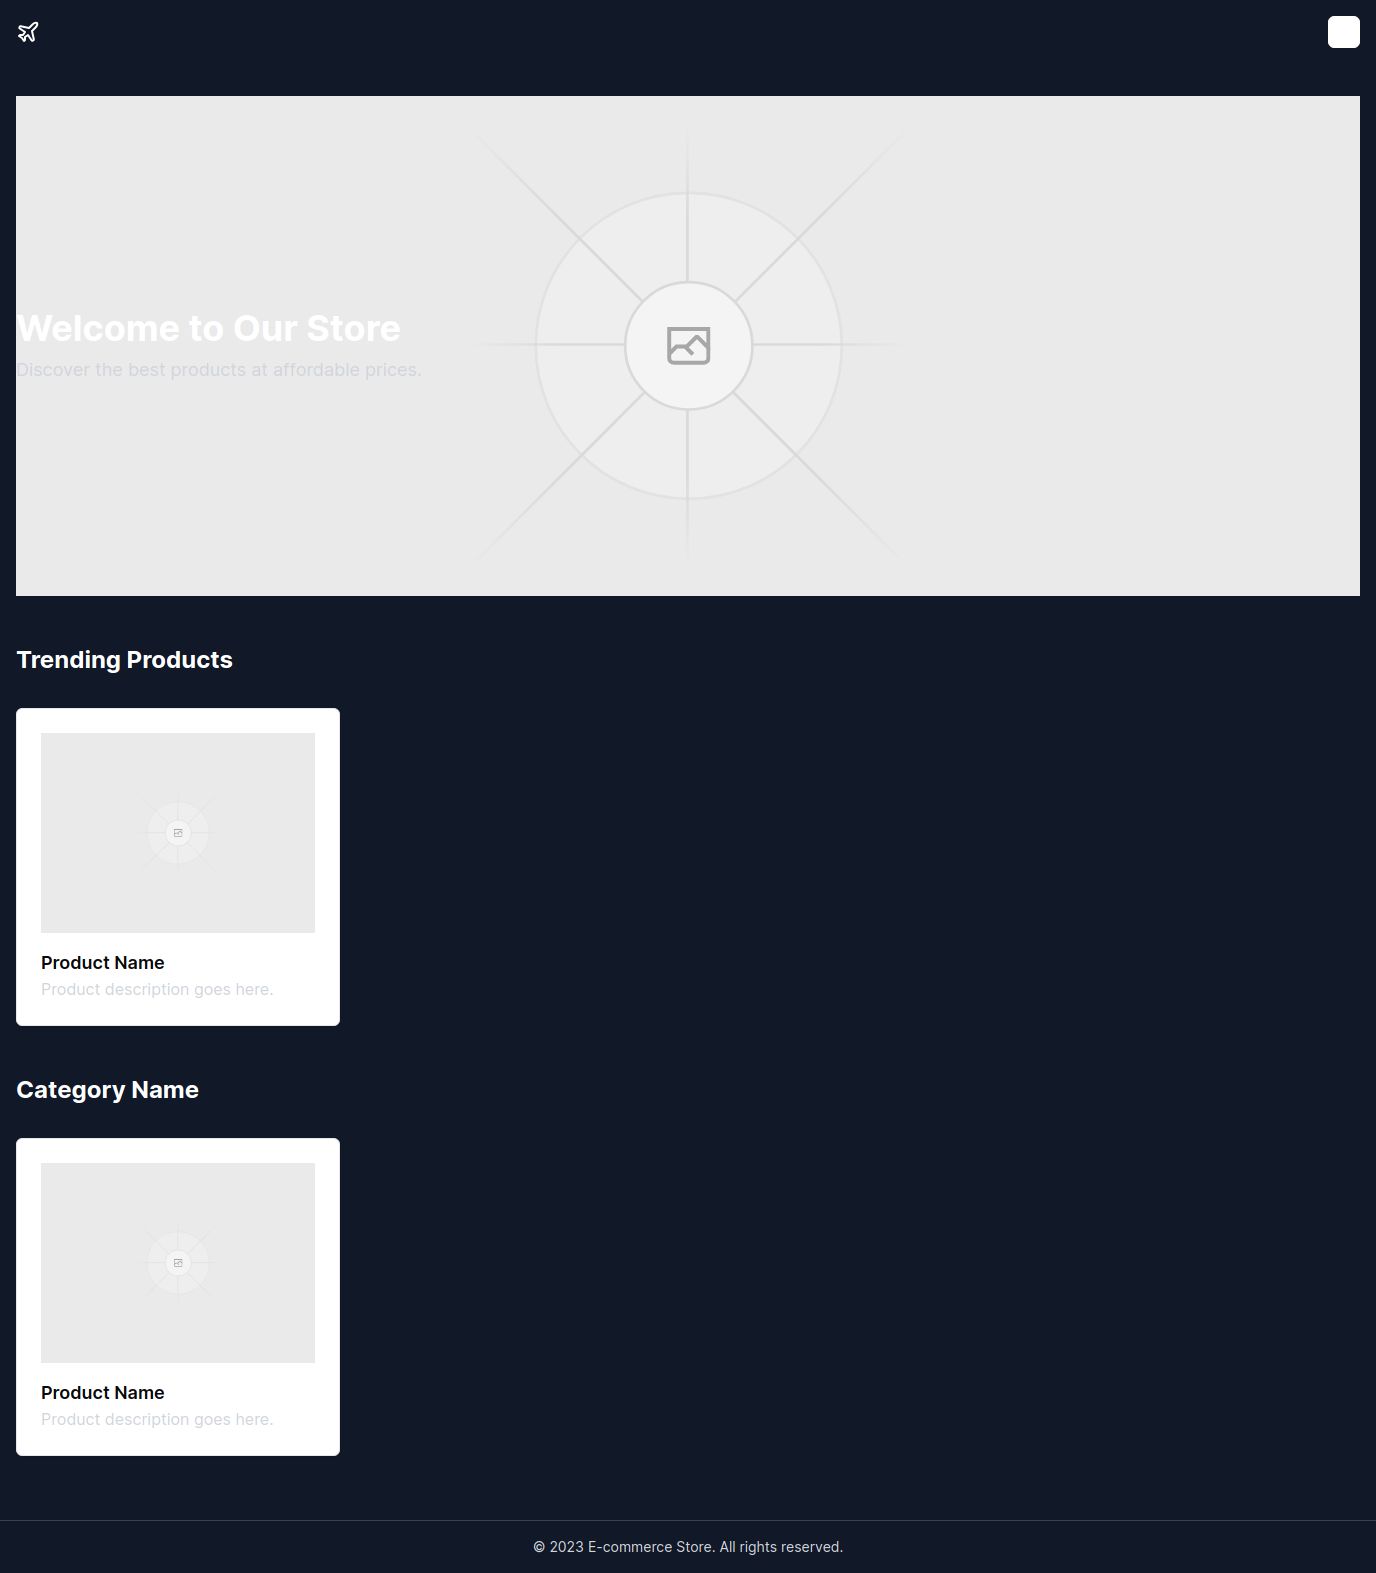 Welcome to Our Store
Discover the best products at affordable prices.
Trending Products
Product Name
Product description goes here.
Category Name
Product Name
Product description goes here.
© 2023 E-commerce Store. All rights reserved.